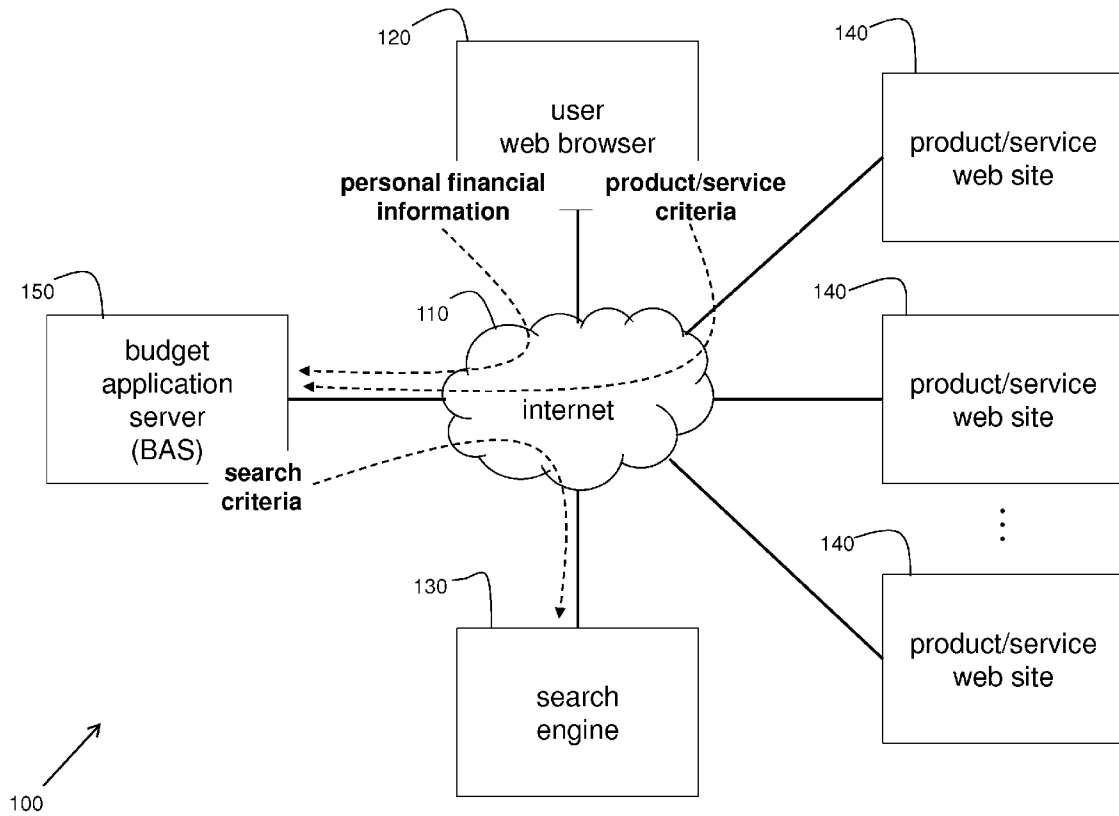 120
user
web browser
140
product/service
web site
personal financial
information
product/service
criteria
150
budget
application
server
(BAS)
110
internet
140
product/service
web site
search
criteria
130
search
engine
140
product/service
web site
100